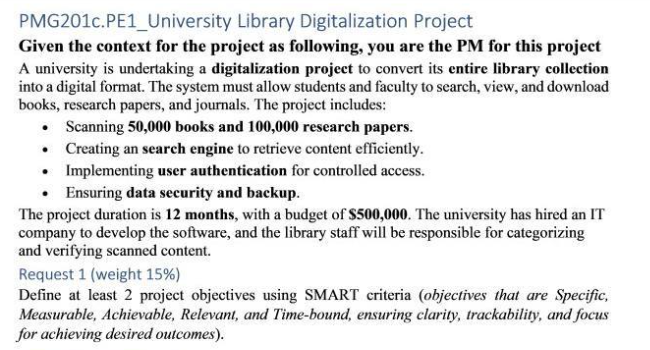 PMG201c.PE1_University Library Digitalization Project
Given the context for the project as following, you are the PM for this project
A university is undertaking a digitalization project to convert its entire library collection
into a digital format. The system must allow students and faculty to search, view, and download
books, research papers, and journals. The project includes:
• Scanning 50,000 books and 100,000 research papers.
• Creating an search engine to retrieve content efficiently.
• Implementing user authentication for controlled access.
• Ensuring data security and backup.
The project duration is 12 months, with a budget of $500,000. The university has hired an IT
company to develop the software, and the library staff will be responsible for categorizing
and verifying scanned content.
Request 1 (weight 15%)
Define at least 2 project objectives using SMART criteria (objectives that are Specific,
Measurable, Achievable, Relevant, and Time-bound, ensuring clarity, trackability, and focus
for achieving desired outcomes).